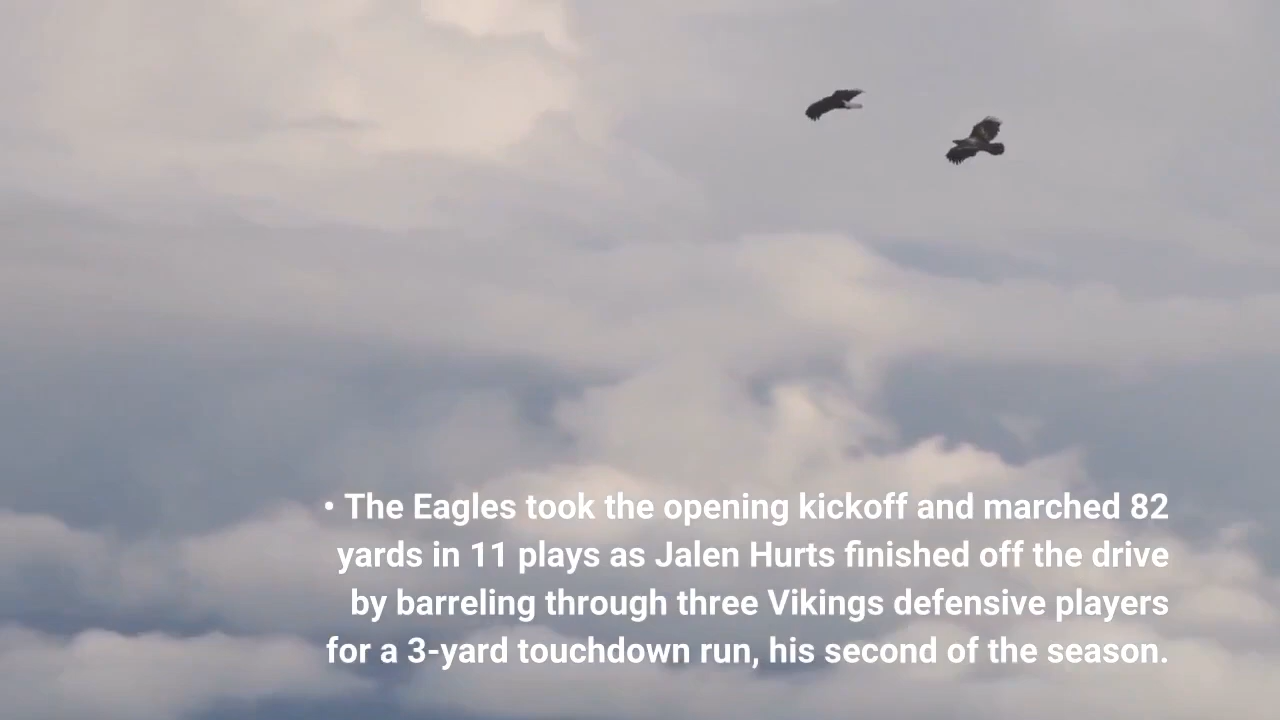 • The Eagles took the opening kickoff and marched 82
yards in 11 plays as Jalen Hurts finished off the drive
by barreling through three Vikings defensive players
for a 3-yard touchdown run, his second of the season.